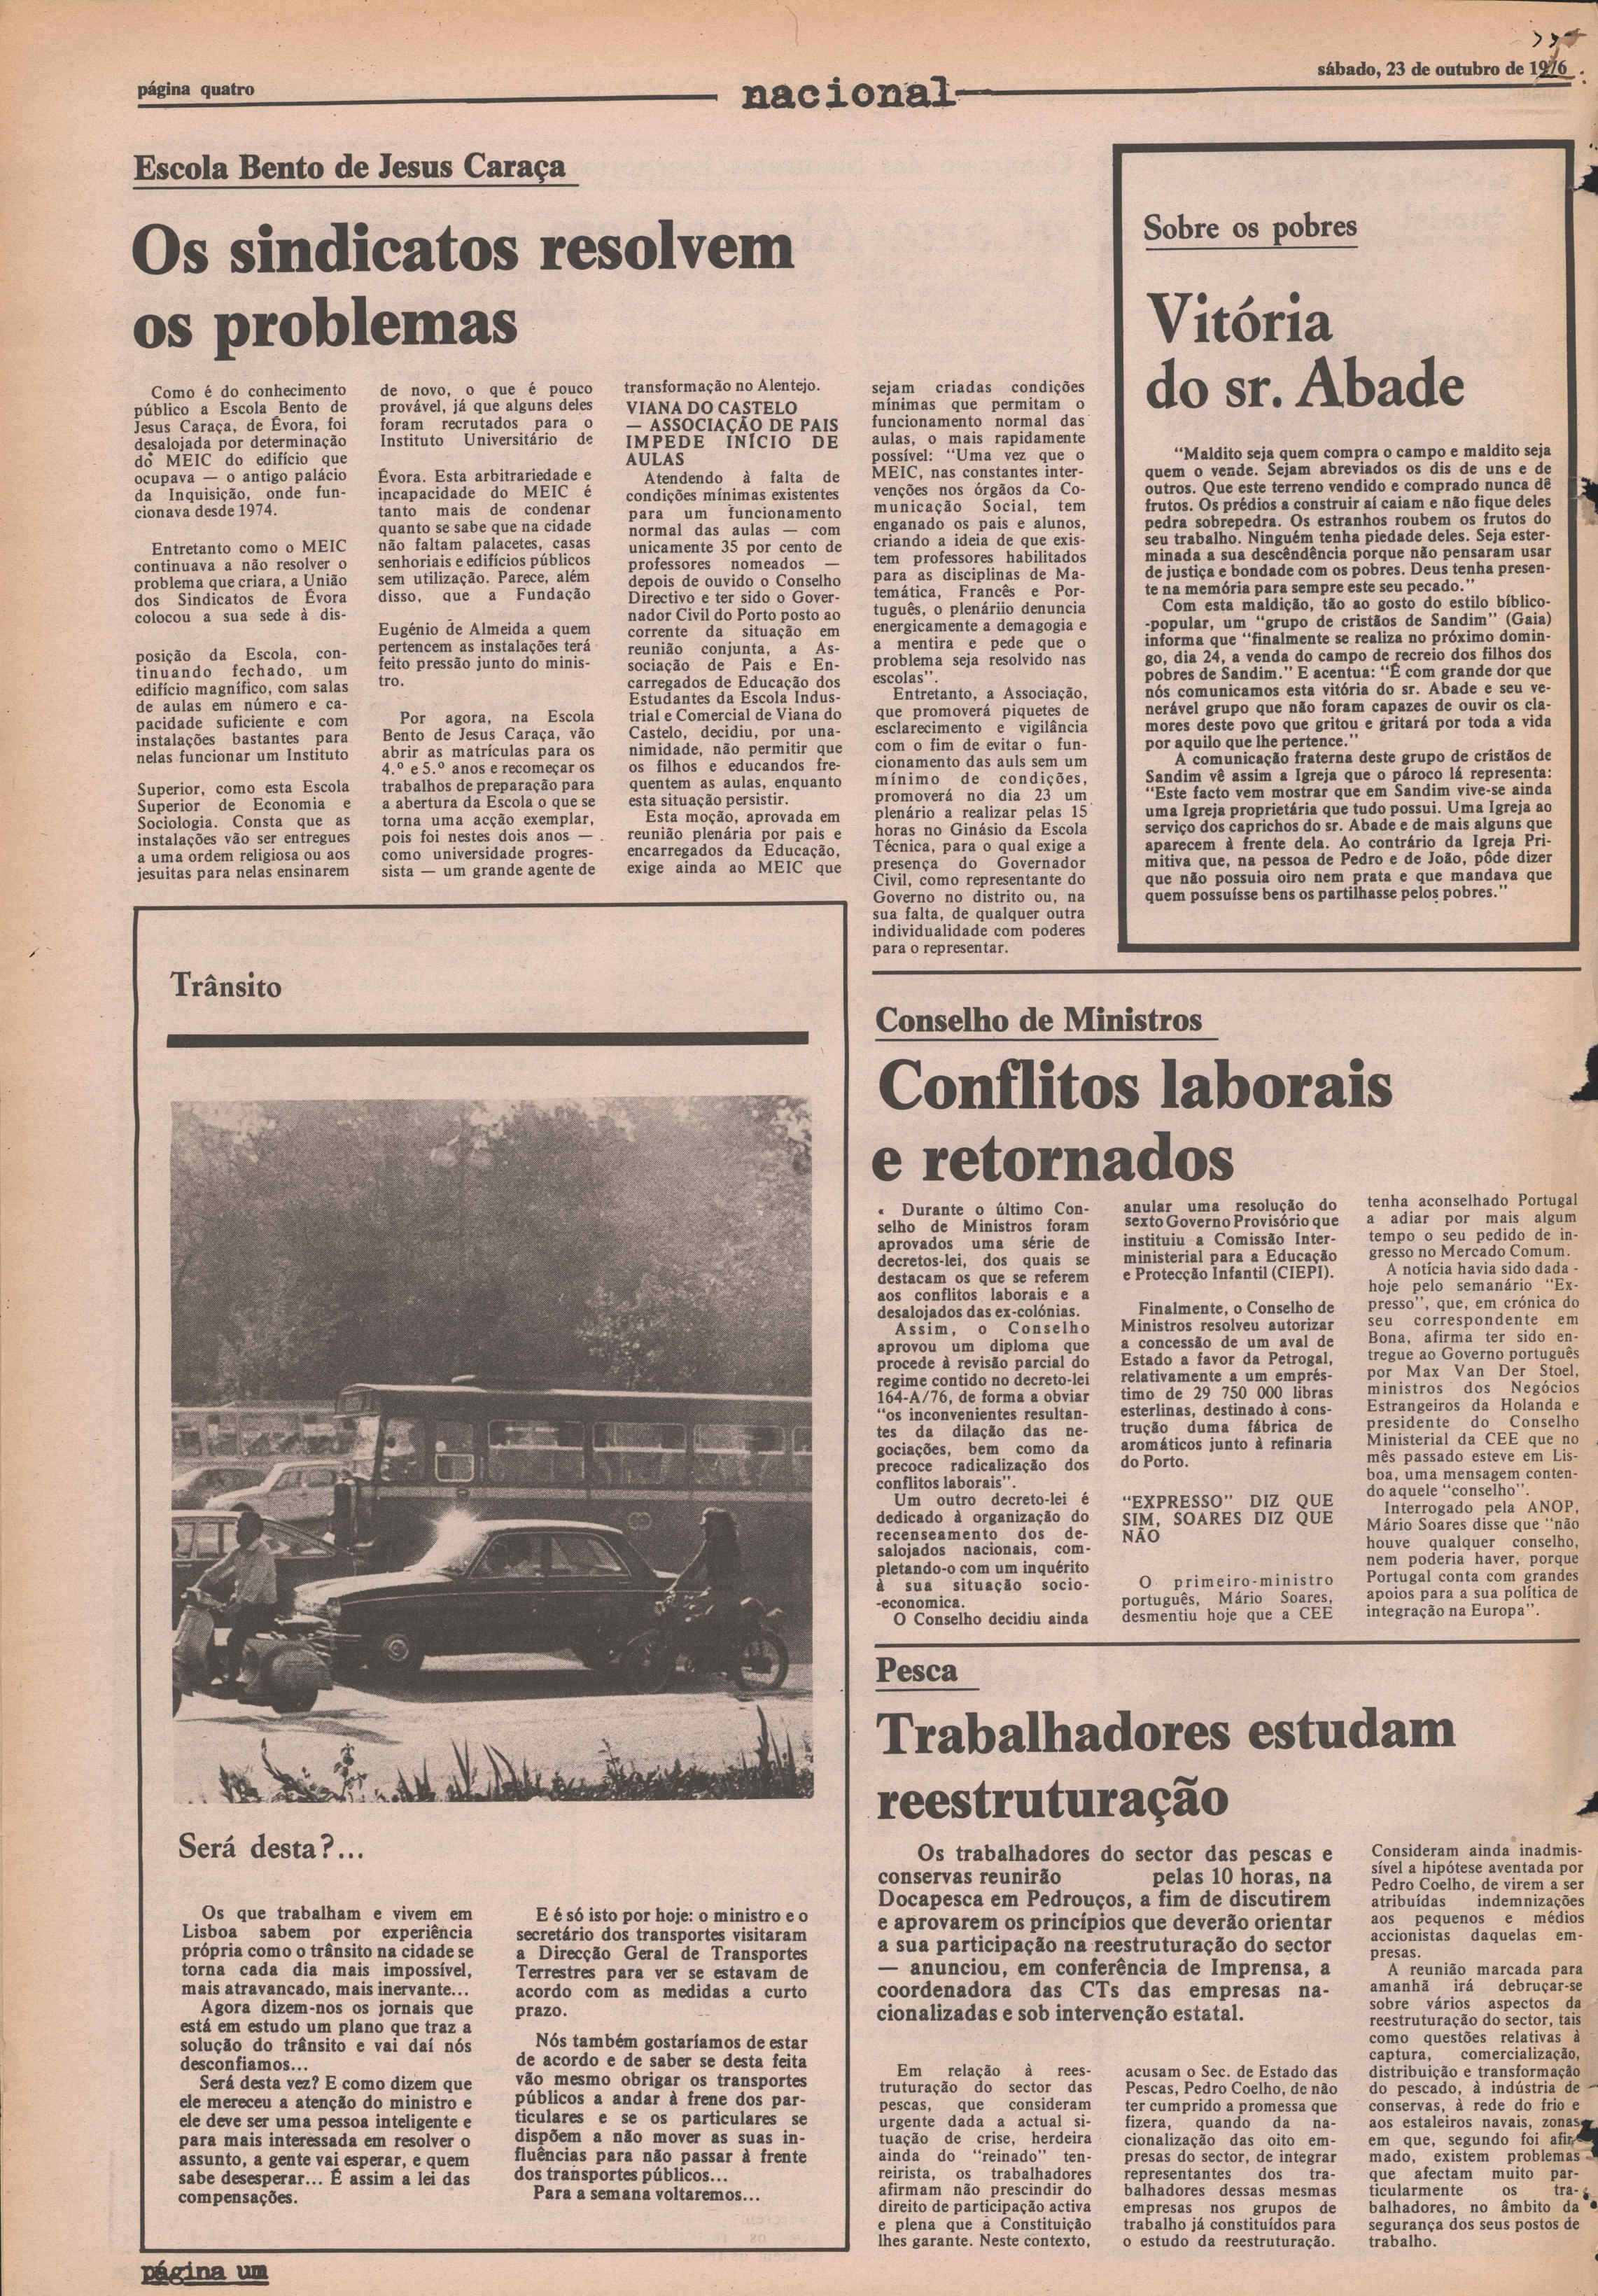 página quatro
nacional
sábado, 23 de outubro de 1976
Escola Bento de Jesus Caraça
Os sindicatos resolvem
os problemas
Como é do conhecimento
público a Escola Bento de
Jesus Caraça, de Évora, foi
desalojada por determinação
do MEIC do edifício que
ocupava — o antigo palácio
da Inquisição, onde fun-
cionava desde 1974.
Entretanto como o MEIC
continuava a não resolver o
problema que criara, a União
dos Sindicatos de Évora
colocou a sua sede à dis-
posição da Escola, con-
tinuando fechado, um
edifício magnífico, com salas
de aulas em número e ca-
pacidade suficiente e com
instalações bastantes para
nelas funcionar um Instituto
Superior, como esta Escola
Superior de Economia e
Sociologia. Consta que as
instalações vão ser entregues
a uma ordem religiosa ou aos
jesuitas para nelas ensinarem
de novo, o que é pouco
provável, já que alguns deles
foram recrutados para o
Instituto Universitário de
Évora. Esta arbitrariedade e
incapacidade do MEIC é
tanto mais de condenar
quanto se sabe que na cidade
não faltam palacetes, casas
senhoriais e edifícios públicos
sem utilização. Parece, além
disso, que a Fundação
Eugénio de Almeida a quem
pertencem as instalações terá
feito pressão junto do minis-
tro.
Por agora, na Escola
Bento de Jesus Caraça, vão
abrir as matrículas para os
4.º e 5.º anos e recomeçar os
trabalhos de preparação para
a abertura da Escola o que se
torna uma acção exemplar,
pois foi nestes dois anos —
como universidade progres-
sista — um grande agente de
transformação no Alentejo.
VIANA DO CASTELO
— ASSOCIAÇÃO DE PAIS
IMPEDE INÍCIO DE
AULAS
Atendendo à falta de
condições mínimas existentes
para um funcionamento
normal das aulas — com
unicamente 35 por cento de
professores nomeados —
depois de ouvido o Conselho
Directivo e ter sido o Gover-
nador Civil do Porto posto ao
corrente da situação em
reunião conjunta, a As-
sociação de Pais e En-
carregados de Educação dos
Estudantes da Escola Indus-
trial e Comercial de Viana do
Castelo, decidiu, por una-
nimidade, não permitir que
os filhos e educandos fre-
quentem as aulas, enquanto
esta situação persistir.
Esta moção, aprovada em
reunião plenária por pais e
encarregados da Educação,
exige ainda ao MEIC que
sejam criadas condições
mínimas que permitam o
funcionamento normal das
aulas, o mais rapidamente
possível: "Uma vez que o
MEIC, nas constantes inter-
venções nos órgãos da Co-
municação Social, tem
enganado os pais e alunos,
criando a ideia de que exis-
tem professores habilitados
para as disciplinas de Ma-
temática, Francês e Por-
tuguês, o plenáriio denuncia
energicamente a demagogia e
a mentira e pede que o
problema seja resolvido nas
escolas".
Entretanto, a Associação,
que promoverá piquetes de
esclarecimento e vigilância
com o fim de evitar o fun-
cionamento das auls sem um
mínimo de condições,
promoverá no dia 23 um
plenário a realizar pelas 15
horas no Ginásio da Escola
Técnica, para o qual exige a
presença do Governador
Civil, como representante do
Governo no distrito ou, na
sua falta, de qualquer outra
individualidade com poderes
para o representar.
Sobre os pobres
Vitória
do sr. Abade
"Maldito seja quem compra o campo e maldito seja
quem o vende. Sejam abreviados os dis de uns e de
outros. Que este terreno vendido e comprado nunca dê
frutos. Os prédios a construir aí caiam e não fique deles
pedra sobrepedra. Os estranhos roubem os frutos do
seu trabalho. Ninguém tenha piedade deles. Seja exter-
minada a sua descêndência porque não pensaram usar
de justiça e bondade com os pobres. Deus tenha presen-
te na memória para sempre este seu pecado."
Com esta maldição, tão ao gosto do estilo bíblico-
-popular, um "grupo de cristãos de Sandim" (Gaia)
informa que "finalmente se realiza no próximo domin-
go, dia 24, a venda do campo de recreio dos filhos dos
pobres de Sandim." E acentua: "É com grande dor que
nós comunicamos esta vitória do sr. Abade e seu ve-
nerável grupo que não foram capazes de ouvir os cla-
mores deste povo que gritou e gritará por toda a vida
por aquilo que lhe pertence."
A comunicação fraterna deste grupo de cristãos de
Sandim vê assim a Igreja que o pároco lá representa:
"Este facto vem mostrar que em Sandim vive-se ainda
uma Igreja proprietária que tudo possui. Uma Igreja ao
serviço dos caprichos do sr. Abade e de mais alguns que
aparecem à frente dela. Ao contrário da Igreja Pri-
mitiva que, na pessoa de Pedro e de João, pôde dizer
que não possuia oiro nem prata e que mandava que
quem possuísse bens os partilhasse pelos pobres."
Trânsito
Será desta?...
Os que trabalham e vivem em
Lisboa sabem por experiência
própria como o trânsito na cidade se
torna cada dia mais impossível,
mais atravancado, mais inervante...
Agora dizem-nos os jornais que
está em estudo um plano que traz a
solução do trânsito e vai daí nós
desconfiamos...
Será desta vez? E como dizem que
ele mereceu a atenção do ministro e
ele deve ser uma pessoa inteligente e
para mais interessada em resolver o
assunto, a gente vai esperar, e quem
sabe desesperar... É assim a lei das
compensações.
E é só isto por hoje: o ministro e o
secretário dos transportes visitaram
a Direcção Geral de Transportes
Terrestres para ver se estavam de
acordo com as medidas a curto
prazo.
Nós também gostaríamos de estar
de acordo e de saber se desta feita
vão mesmo obrigar os transportes
públicos a andar à frene dos par-
ticulares e se os particulares se
dispõem a não mover as suas in-
fluências para não passar à frente
dos transportes públicos...
Para a semana voltaremos...
Conselho de Ministros
Conflitos laborais
e retornados
Durante o último Con-
selho de Ministros foram
aprovados uma série de
decretos-lei, dos quais se
destacam os que se referem
aos conflitos laborais e a
desalojados das ex-colónias.
Assim, o Conselho
aprovou um diploma que
procede à revisão parcial do
regime contido no decreto-lei
164-A/76, de forma a obviar
"os inconvenientes resultan-
tes da dilação das ne-
gociações, bem como da
precoce radicalização dos
conflitos laborais".
Um outro decreto-lei é
dedicado à organização do
recenseamento dos de-
salojados nacionais, com-
pletando-o com um inquérito
à sua situação socio-
-economica.
O Conselho decidiu ainda
anular uma resolução do
sexto Governo Provisório que
instituiu a Comissão Inter-
ministerial para a Educação
e Protecção Infantil (CIEPI).
Finalmente, o Conselho de
Ministros resolveu autorizar
a concessão de um aval de
Estado a favor da Petrogal,
relativamente a um emprés-
timo de 29 750 000 libras
esterlinas, destinado à cons-
trução duma fábrica de
aromáticos junto à refinaria
do Porto.
"EXPRESSO" DIZ QUE
SIM, SOARES DIZ QUE
NÃO
O primeiro-ministro
português, Mário Soares,
desmentiu hoje que a CEE
tenha aconselhado Portugal
a adiar por mais algum
tempo o seu pedido de in-
gresso no Mercado Comum.
A notícia havia sido dada -
hoje pelo semanário "Ex-
presso", que, em crónica do
seu correspondente em
Bona, afirma ter sido en-
tregue ao Governo português
por Max Van Der Stoel,
ministros dos Negócios
Estrangeiros da Holanda e
presidente do Conselho
Ministerial da CEE que no
mês passado esteve em Lis-
boa, uma mensagem conten-
do aquele "conselho".
Interrogado pela ANOP,
Mário Soares disse que "não
houve qualquer conselho,
nem poderia haver, porque
Portugal conta com grandes
apoios para a sua política de
integração na Europa".
Pesca
Trabalhadores estudam
reestruturação
Os trabalhadores do sector das pescas e
conservas reunirão pelas 10 horas, na
Docapesca em Pedrouços, a fim de discutirem
e aprovarem os princípios que deverão orientar
a sua participação na reestruturação do sector
— anunciou, em conferência de Imprensa, a
coordenadora das CTs das empresas na-
cionalizadas e sob intervenção estatal.
Em relação à rees-
truturação do sector das
pescas, que consideram
urgente dada a actual si-
tuação de crise, herdeira
ainda do "reinado" ten-
reirista, os trabalhadores
afirmam não prescindir do
direito de participação activa
e plena que a Constituição
lhes garante. Neste contexto,
acusam o Sec. de Estado das
Pescas, Pedro Coelho, de não
ter cumprido a promessa que
fizera, quando da na-
cionalização das oito em-
presas do sector, de integrar
representantes dos tra-
balhadores dessas mesmas
empresas nos grupos de
trabalho já constituídos para
o estudo da reestruturação.
Consideram ainda inadmis-
sível a hipótese aventada por
Pedro Coelho, de virem a ser
atribuídas indemnizações
aos pequenos e médios
accionistas daquelas em-
presas.
A reunião marcada para
amanhã irá debruçar-se
sobre vários aspectos da
reestruturação do sector, tais
como questões relativas à
captura, comercialização,
distribuição e transformação
do pescado, à indústria de
conservas, à rede do frio e
aos estaleiros navais, zonas
em que, segundo foi afir-
mado, existem problemas
que afectam muito par-
ticularmente os tra-
balhadores, no âmbito da
segurança dos seus postos de
trabalho.
página um